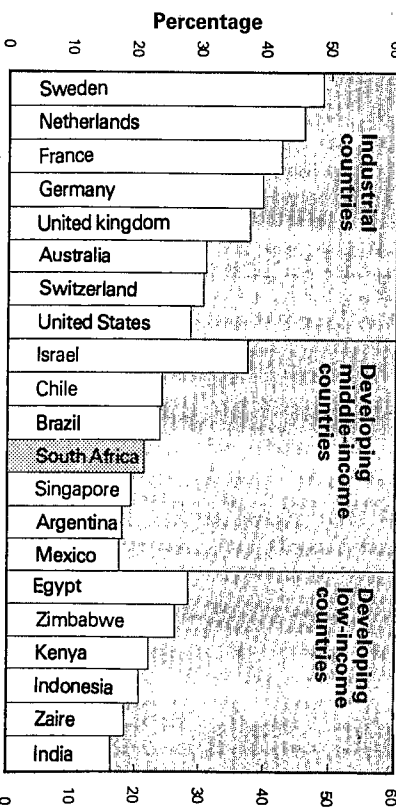 Percentage
0 10 20 30 40 50 60
Industrial
countries
Sweden
Netherlands
France
Germany
United kingdom
Australia
Switzerland
United States
Developing
middle-income
countries
Israel
Chile
Brazil
South Africa
Singapore
Argentina
Mexico
Developing
low-income
countries
Egypt
Zimbabwe
Kenya
Indonesia
Zaire
India
0 10 20 30 40 50 60